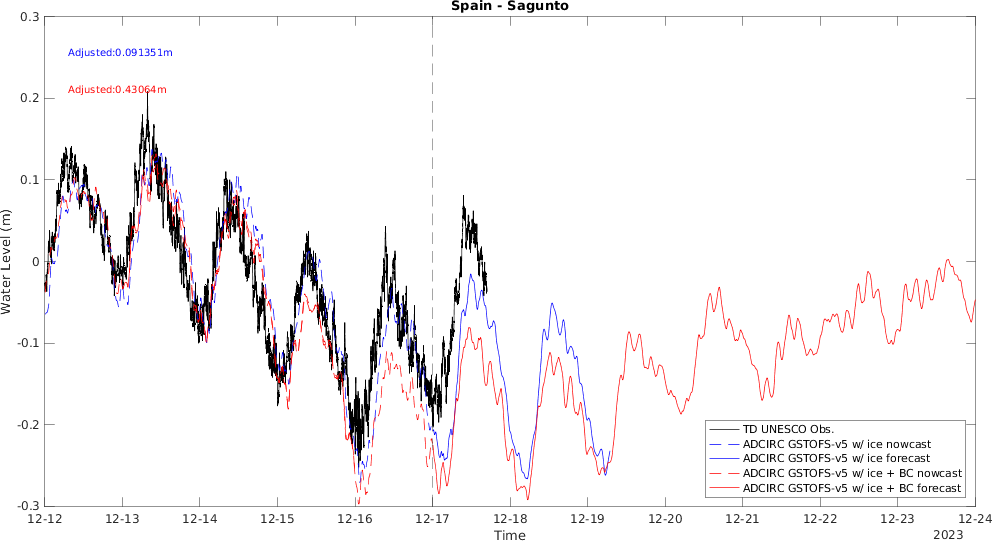 Spain - Sagunto
0.3
Adjusted:0.091351m
Adjusted:0.43064m
0.2
0.1
0
-0.1
-0.2
-0.3
Water Level (m)
TD UNESCO Obs.
ADCIRC GSTOFS-v5 w/ ice nowcast
ADCIRC GSTOFS-v5 w/ ice forecast
ADCIRC GSTOFS-v5 w/ ice + BC nowcast
ADCIRC GSTOFS-v5 w/ ice + BC forecast
12-12 12-13 12-14 12-15 12-16 12-17 12-18 12-19 12-20 12-21 12-22 12-23 12-24
Time
2023